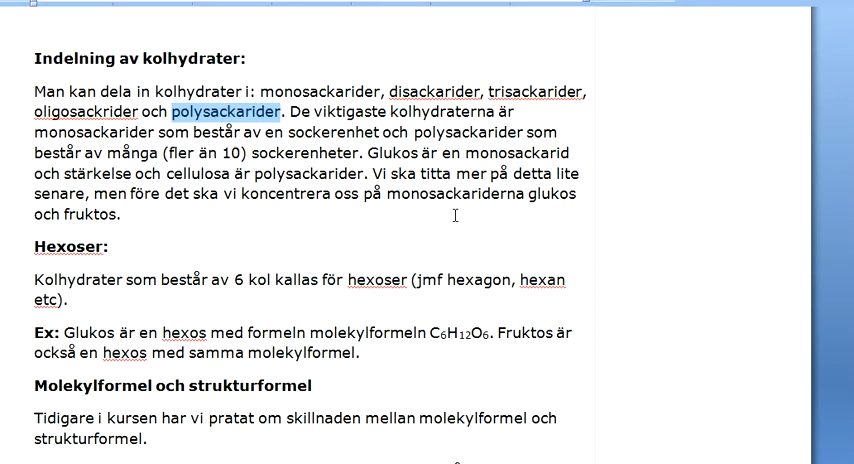 Indelning av kolhydrater:
Man kan dela in kolhydrater i: monosackarider, disackarider, trisackarider,
oligosackrider och polysackarider. De viktigaste kolhydraterna är
monosackarider som består av en sockerenhet och polysackarider som
består av många (fler än 10) sockerenheter. Glukos är en monosackarid
och stärkelse och cellulosa är polysackarider. Vi ska titta mer på detta lite
senare, men före det ska vi koncentrera oss på monosackariderna glukos
och fruktos.
Hexoser:
Kolhydrater som består av 6 kol kallas för hexoser (jmf hexagon, hexan
etc).
Ex: Glukos är en hexos med formeln molekylformeln C₆H₁₂O₆. Fruktos är
också en hexos med samma molekylformel.
Molekylformel och strukturformel
Tidigare i kursen har vi pratat om skillnaden mellan molekylformel och
strukturformel.